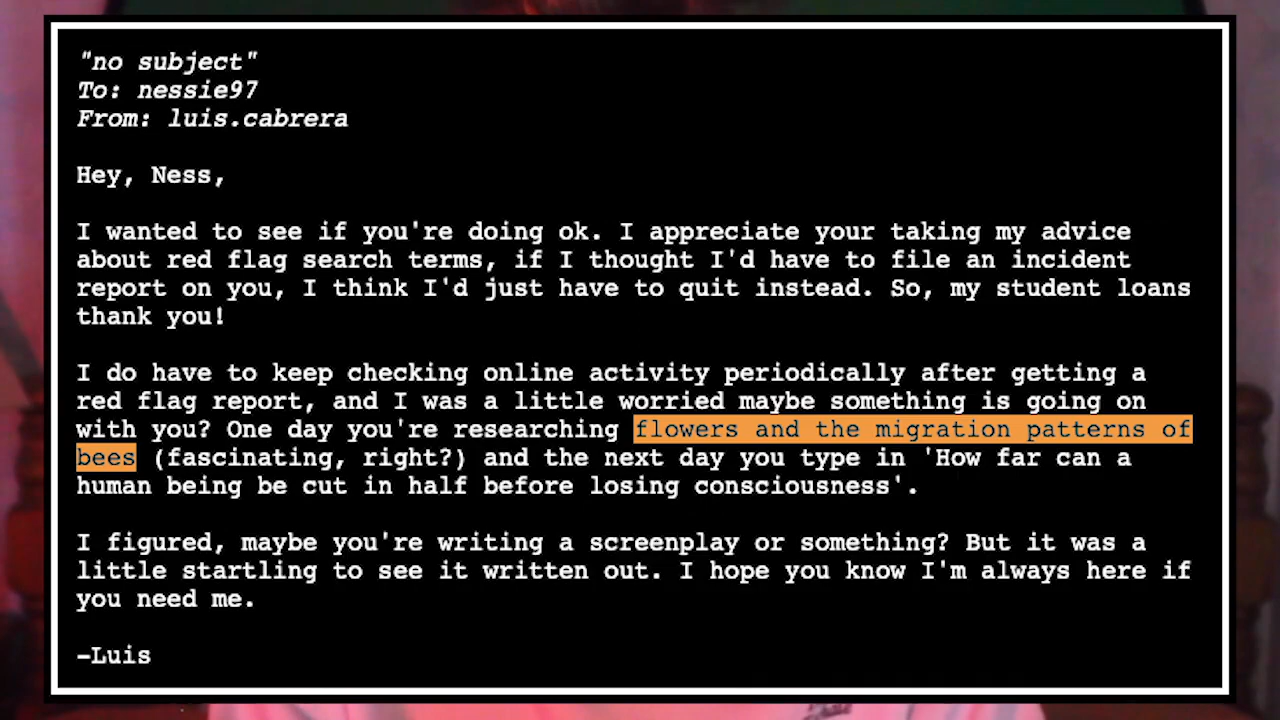 "no subject"
To: nessie97
From: luis.cabrera
Hey, Ness,
I wanted to see if you're doing ok. I appreciate your taking my advice
about red flag search terms, if I thought I'd have to file an incident
report on you, I think I'd just have to quit instead. So, my student loans
thank you!
I do have to keep checking online activity periodically after getting a
red flag report, and I was a little worried maybe something is going on
with you? One day you're researching flowers and the migration patterns of
bees (fascinating, right?) and the next day you type in 'How far can a
human being be cut in half before losing consciousness'.
I figured, maybe you're writing a screenplay or something? But it was a
little startling to see it written out. I hope you know I'm always here if
you need me.
–Luis